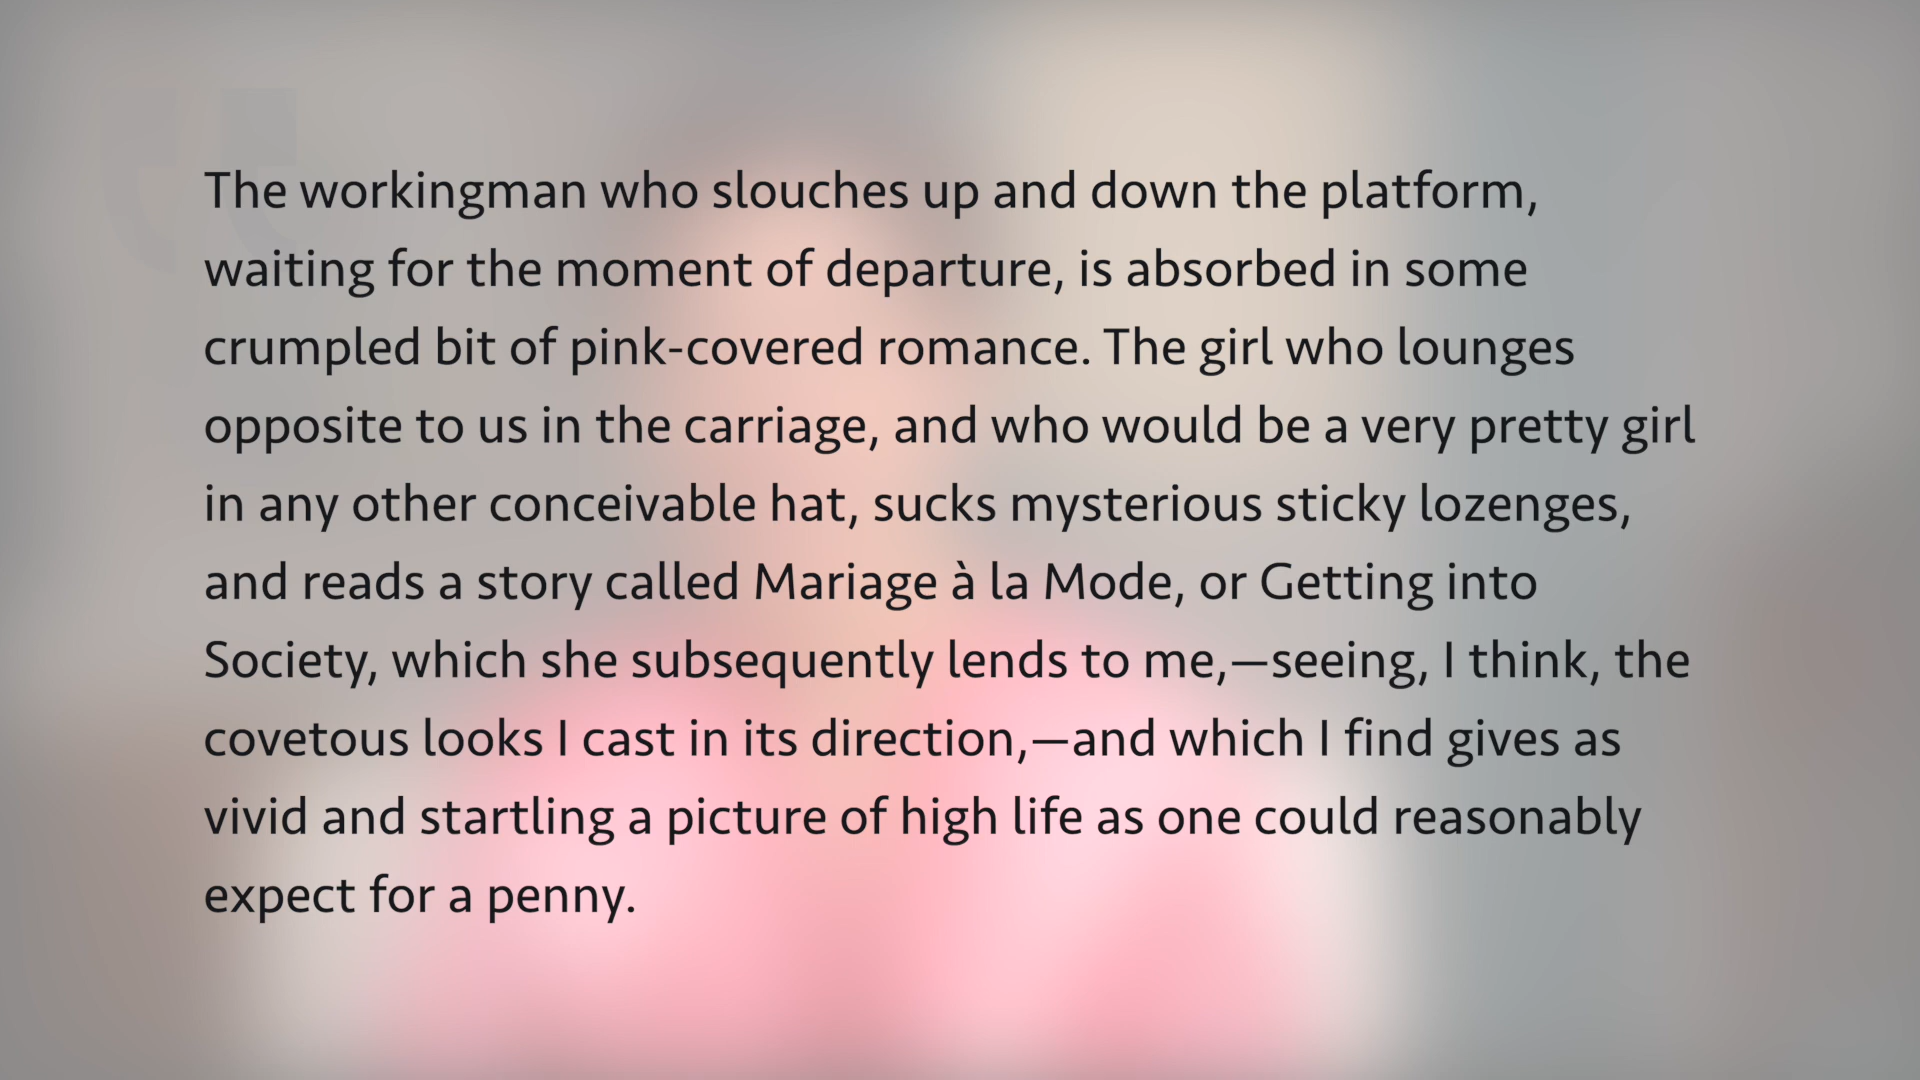 The workingman who slouches up and down the platform,
waiting for the moment of departure, is absorbed in some
crumpled bit of pink-covered romance. The girl who lounges
opposite to us in the carriage, and who would be a very pretty girl
in any other conceivable hat, sucks mysterious sticky lozenges,
and reads a story called Mariage à la Mode, or Getting into
Society, which she subsequently lends to me,—seeing, I think, the
covetous looks I cast in its direction,—and which I find gives as
vivid and startling a picture of high life as one could reasonably
expect for a penny.